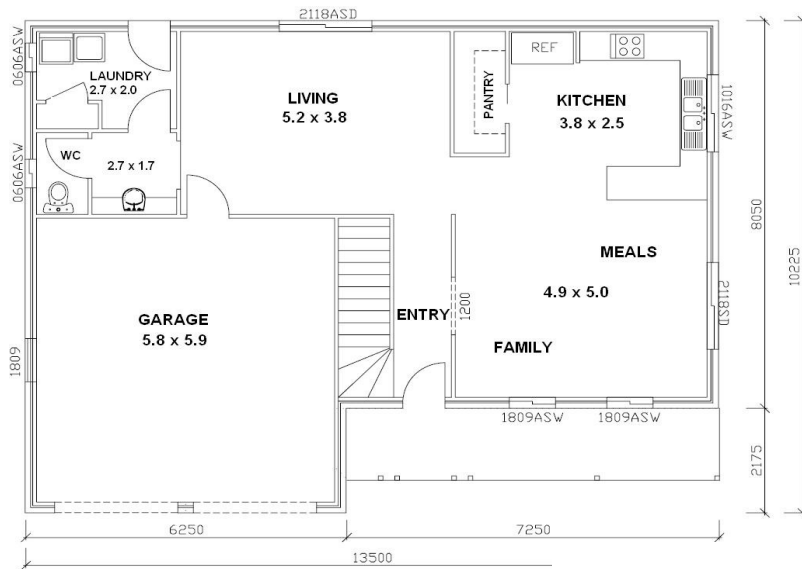 2118ASD
0606ASW
LAUNDRY
2.7 x 2.0
LIVING
5.2 x 3.8
PANTRY
REF
KITCHEN
3.8 x 2.5
1016ASW
WC
2.7 x 1.7
0606ASW
8050
10225
MEALS
4.9 x 5.0
2118SD
GARAGE
5.8 x 5.9
ENTRY
1200
FAMILY
1809
1809ASW
1809ASW
2175
6250
7250
13500